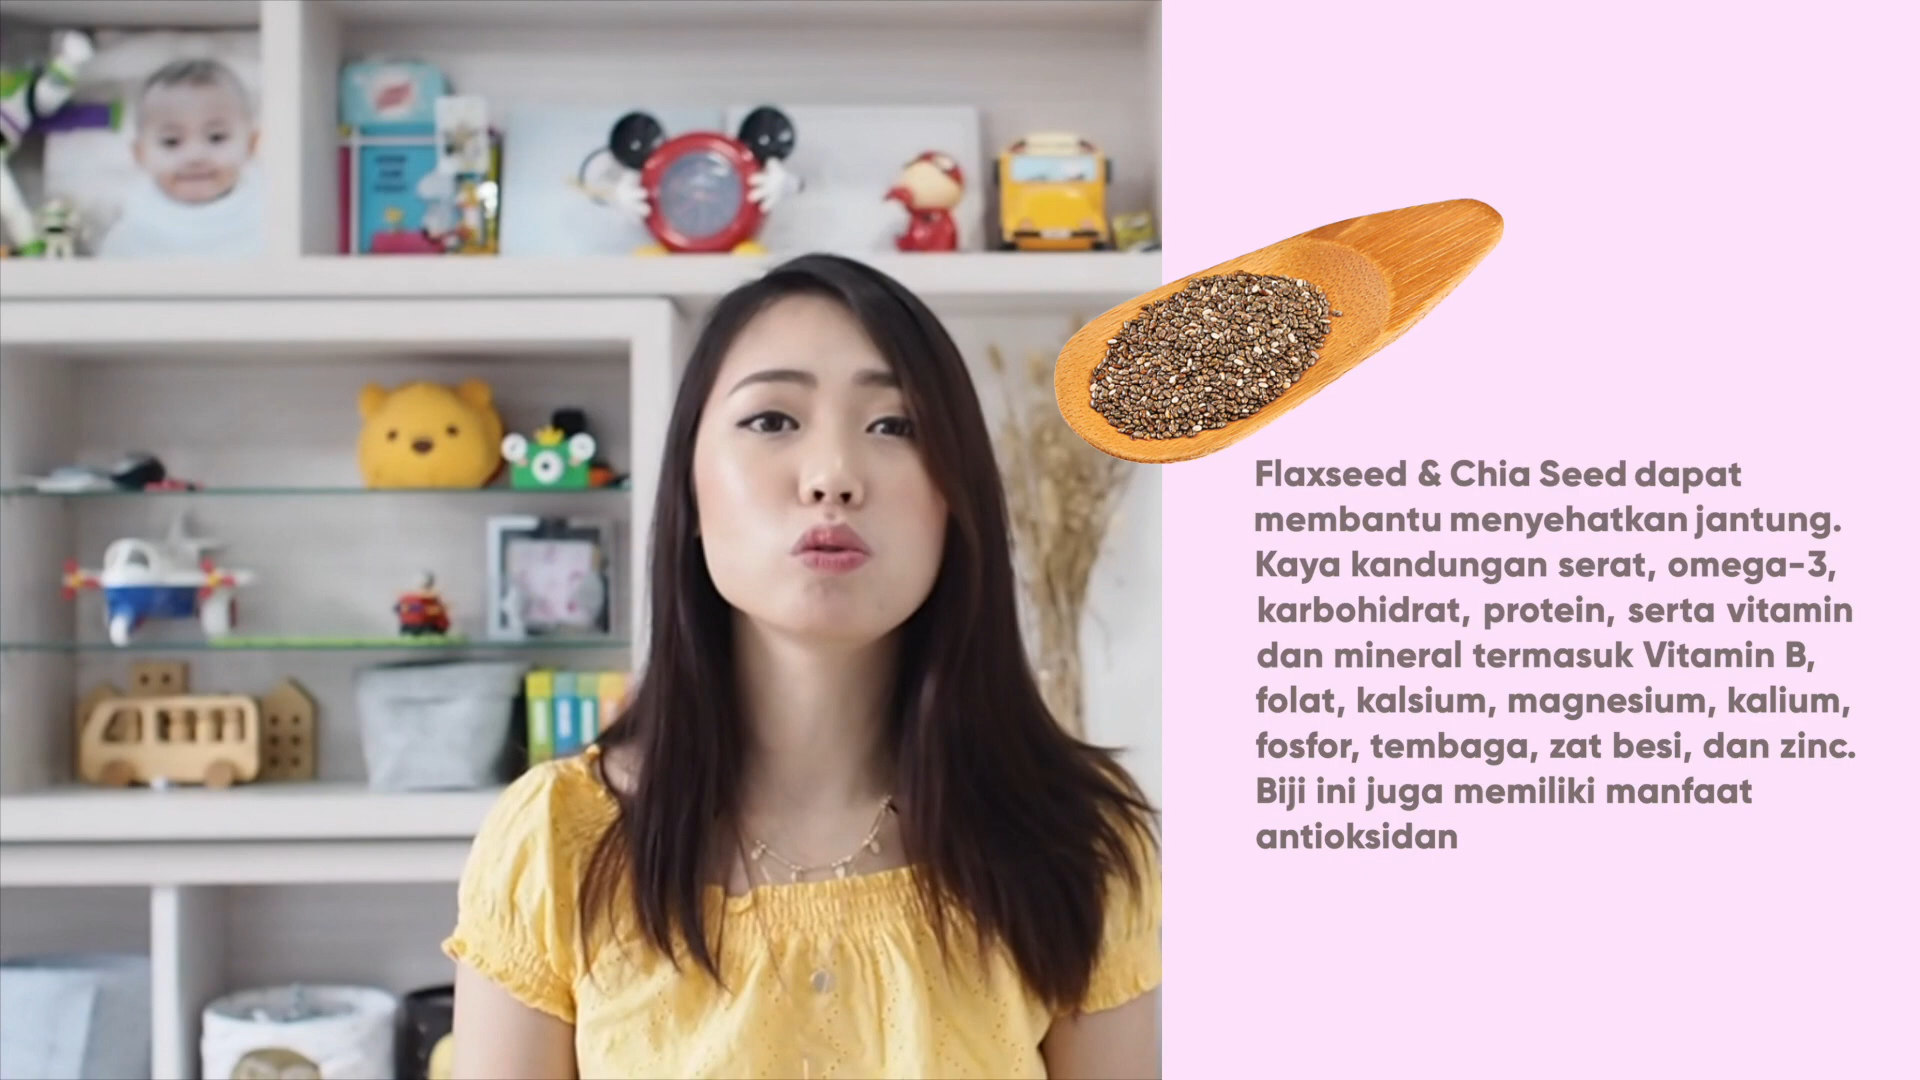 Flaxseed & Chia Seed dapat
membantu menyehatkan jantung.
Kaya kandungan serat, omega-3,
karbohidrat, protein, serta vitamin
dan mineral termasuk Vitamin B,
folat, kalsium, magnesium, kalium,
fosfor, tembaga, zat besi, dan zinc.
Biji ini juga memiliki manfaat
antioksidan